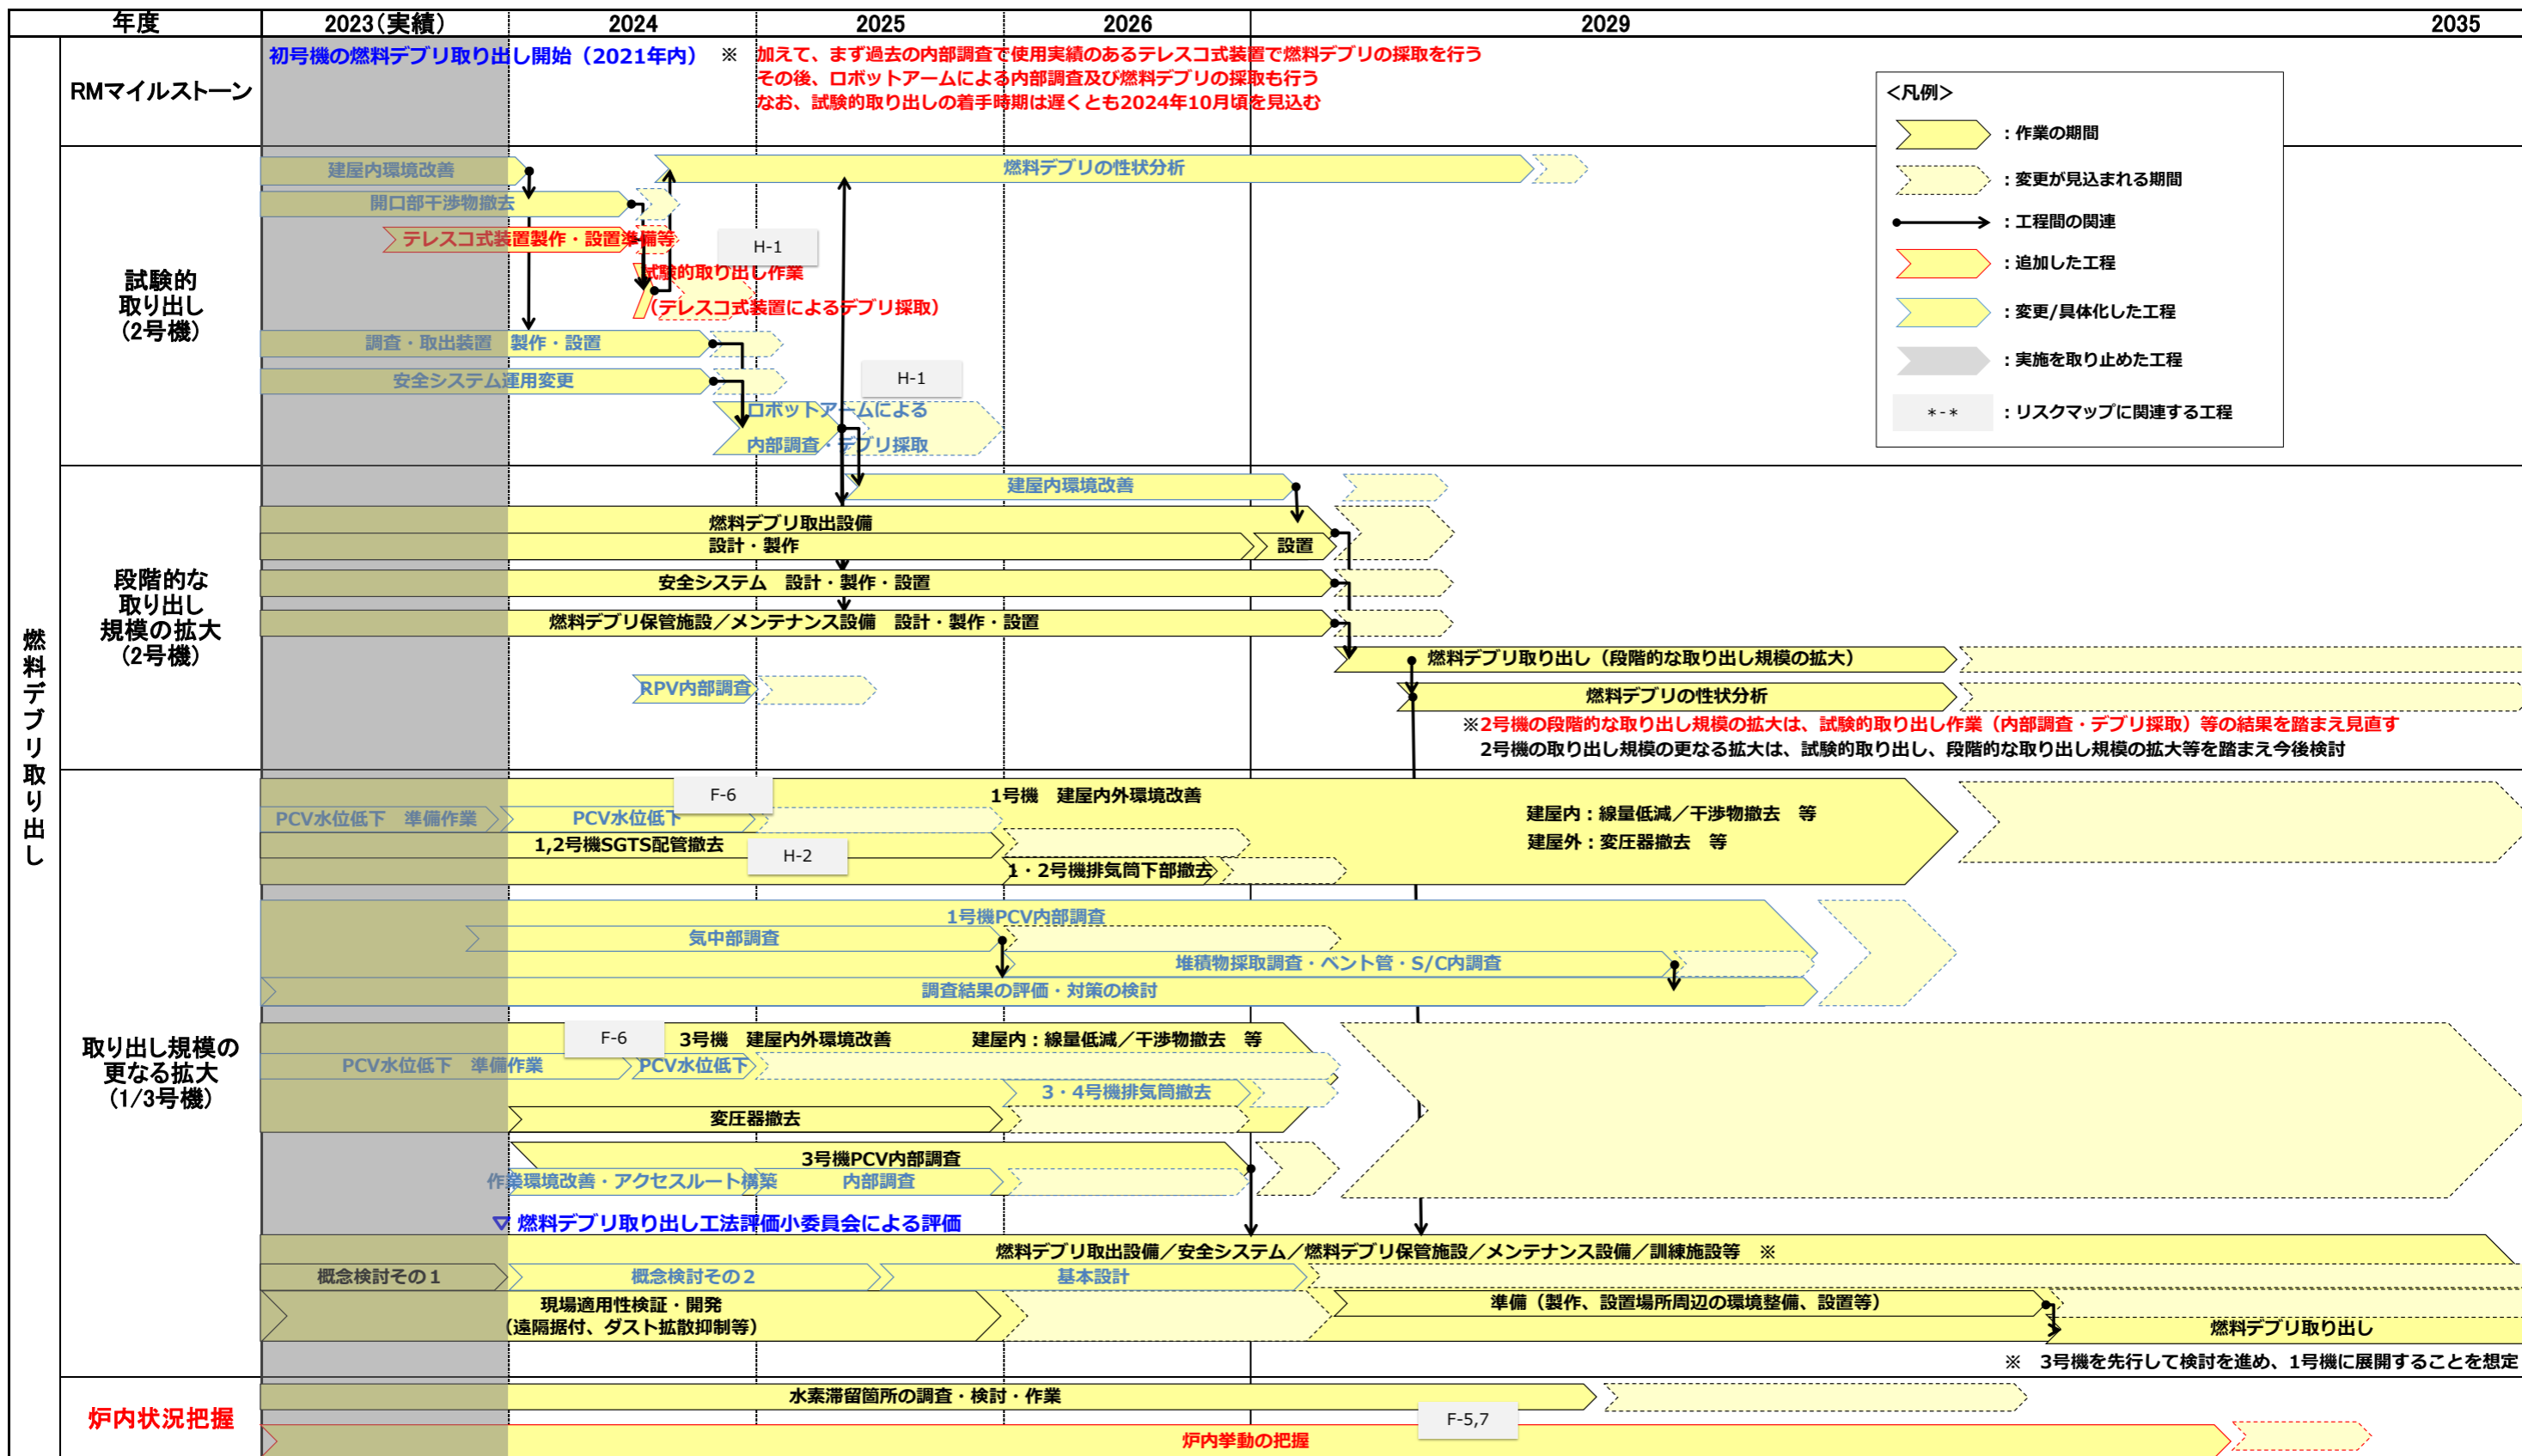 年度
2023(実績)
2024
2025
2026
2029
2035
燃料デブリ取り出し
RMマイルストーン
初号機の燃料デブリ取り出し開始（2021年内）　※
加えて、まず過去の内部調査で使用実績のあるテレスコ式装置で燃料デブリの採取を行う
その後、ロボットアームによる内部調査及び燃料デブリの採取も行う
なお、試験的取り出しの着手時期は遅くとも2024年10月頃を見込む
<凡例>
：作業の期間
：変更が見込まれる期間
：工程間の関連
：追加した工程
：変更/具体化した工程
：実施を取り止めた工程
*-*
：リスクマップに関連する工程
試験的
取り出し
(2号機)
建屋内環境改善
燃料デブリの性状分析
開口部干渉物撤去
テレスコ式装置製作・設置準備等
H-1
試験的取り出し作業
（テレスコ式装置によるデブリ採取）
調査・取出装置　製作・設置
安全システム運用変更
H-1
ロボットアームによる
内部調査・デブリ採取
段階的な
取り出し
規模の拡大
(2号機)
建屋内環境改善
燃料デブリ取出設備
設計・製作
設置
安全システム　設計・製作・設置
燃料デブリ保管施設／メンテナンス設備　設計・製作・設置
燃料デブリ取り出し（段階的な取り出し規模の拡大）
RPV内部調査
燃料デブリの性状分析
※2号機の段階的な取り出し規模の拡大は、試験的取り出し作業（内部調査・デブリ採取）等の結果を踏まえ見直す
2号機の取り出し規模の更なる拡大は、試験的取り出し、段階的な取り出し規模の拡大等を踏まえ今後検討
取り出し規模の
更なる拡大
(1/3号機)
F-6
1号機　建屋内外環境改善
PCV水位低下　準備作業
PCV水位低下
建屋内：線量低減／干渉物撤去　等
建屋外：変圧器撤去　等
1,2号機SGTS配管撤去
H-2
1・2号機排気筒下部撤去
1号機PCV内部調査
気中部調査
堆積物採取調査・ベント管・S/C内調査
調査結果の評価・対策の検討
F-6
3号機　建屋内外環境改善
建屋内：線量低減／干渉物撤去　等
PCV水位低下　準備作業
PCV水位低下
3・4号機排気筒撤去
変圧器撤去
3号機PCV内部調査
作業環境改善・アクセスルート構築
内部調査
▽ 燃料デブリ取り出し工法評価小委員会による評価
燃料デブリ取出設備／安全システム／燃料デブリ保管施設／メンテナンス設備／訓練施設等　※
概念検討その１
概念検討その２
基本設計
現場適用性検証・開発
（遠隔据付、ダスト拡散抑制等）
準備（製作、設置場所周辺の環境整備、設置等）
燃料デブリ取り出し
※　3号機を先行して検討を進め、1号機に展開することを想定
炉内状況把握
水素滞留箇所の調査・検討・作業
F-5,7
炉内挙動の把握